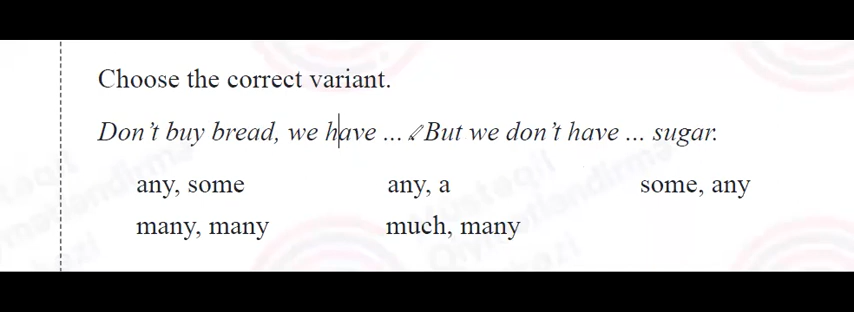 Choose the correct variant.
Don't buy bread, we have ... But we don't have ... sugar.
any, some any, a some, any
many, many much, many